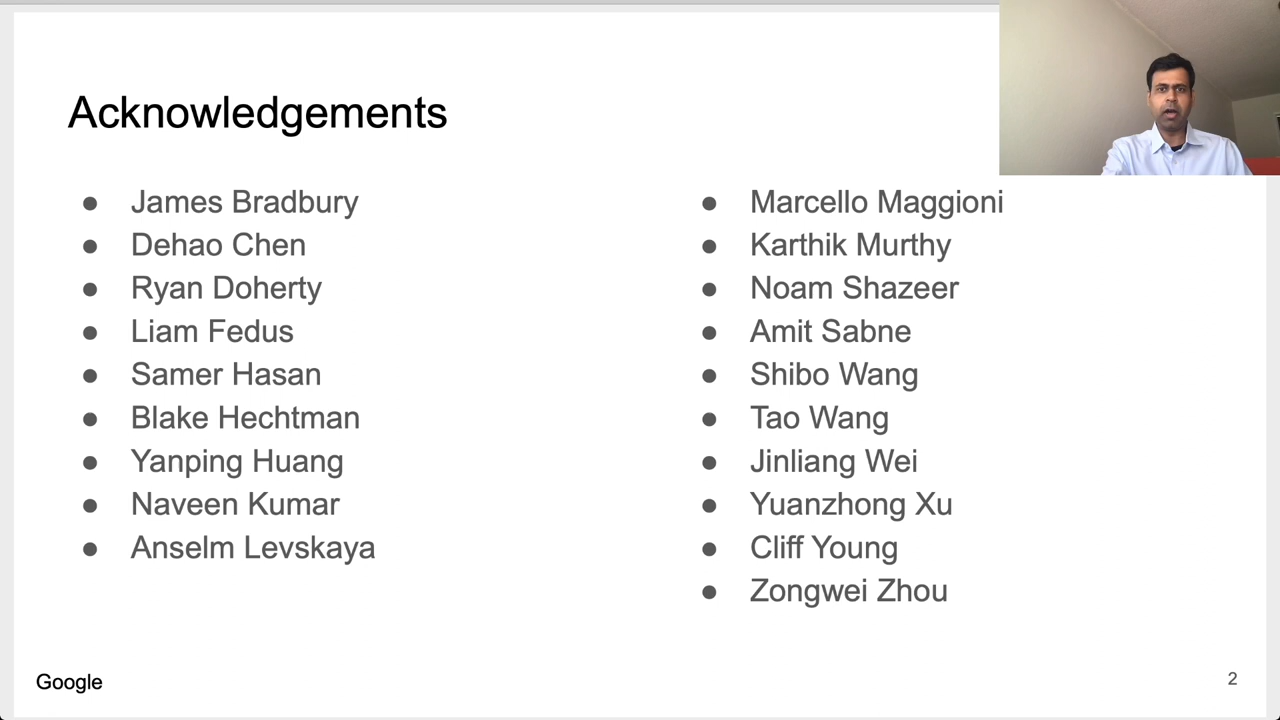 Acknowledgements
● James Bradbury
● Dehao Chen
● Ryan Doherty
● Liam Fedus
● Samer Hasan
● Blake Hechtman
● Yanping Huang
● Naveen Kumar
● Anselm Levskaya
● Marcello Maggioni
● Karthik Murthy
● Noam Shazeer
● Amit Sabne
● Shibo Wang
● Tao Wang
● Jinliang Wei
● Yuanzhong Xu
● Cliff Young
● Zongwei Zhou
Google
2